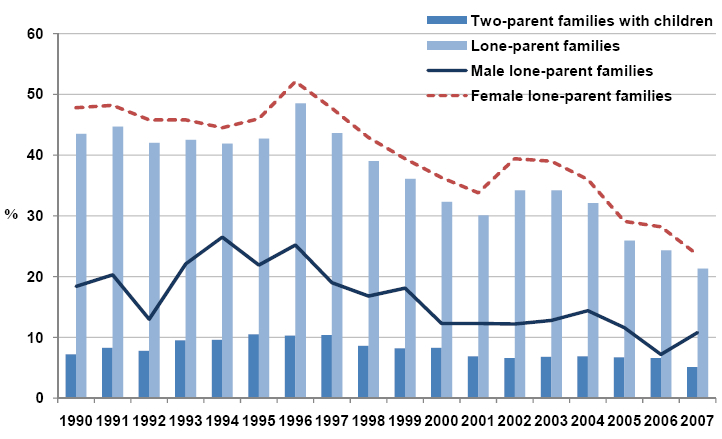 Two-parent families with children
Lone-parent families
Male lone-parent families
Female lone-parent families
60
50
40
30
%
20
10
0
1990 1991 1992 1993 1994 1995 1996 1997 1998 1999 2000 2001 2002 2003 2004 2005 2006 2007